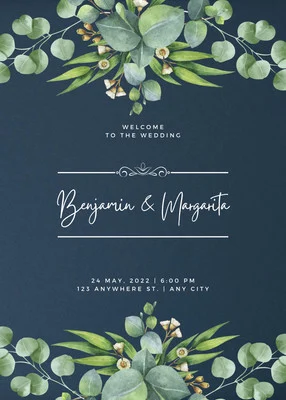 WELCOME
TO THE WEDDING
Benjamin & Margarita
24 MAY, 2022 | 6:00 PM
123 ANYWHERE ST. | ANY CITY